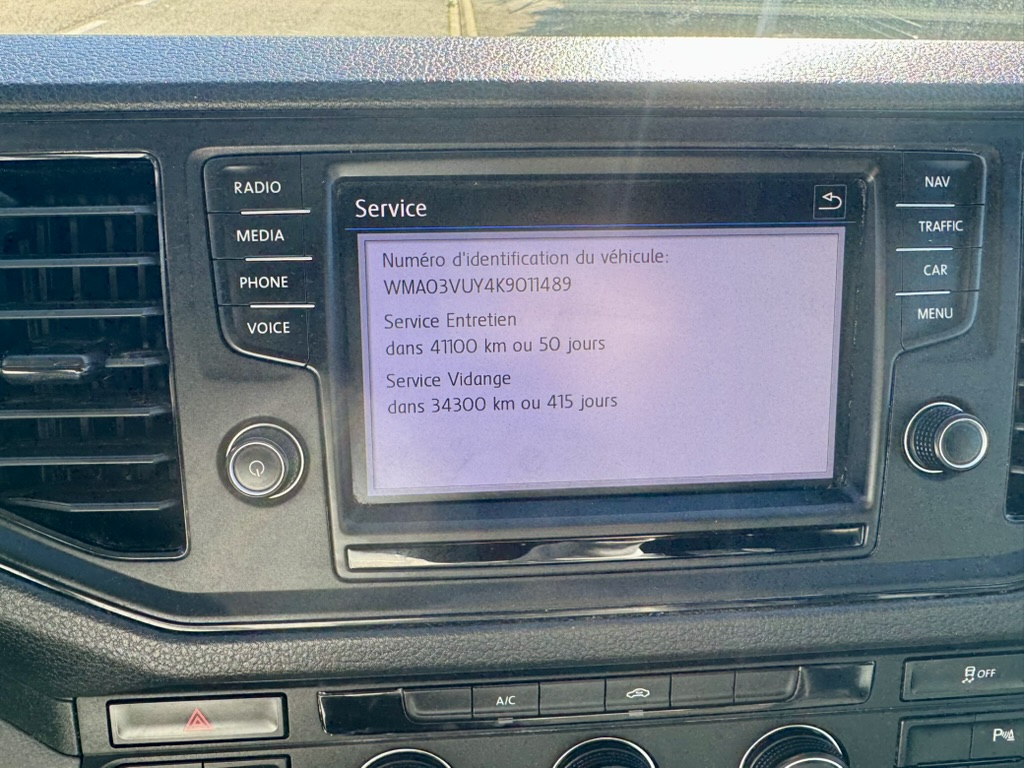 RADIO
MEDIA
PHONE
VOICE
Service
Numéro d'identification du véhicule:
WMA03VUY4K9011489
Service Entretien
dans 41100 km ou 50 jours
Service Vidange
dans 34300 km ou 415 jours
NAV
TRAFFIC
CAR
MENU
A/C
OFF
P